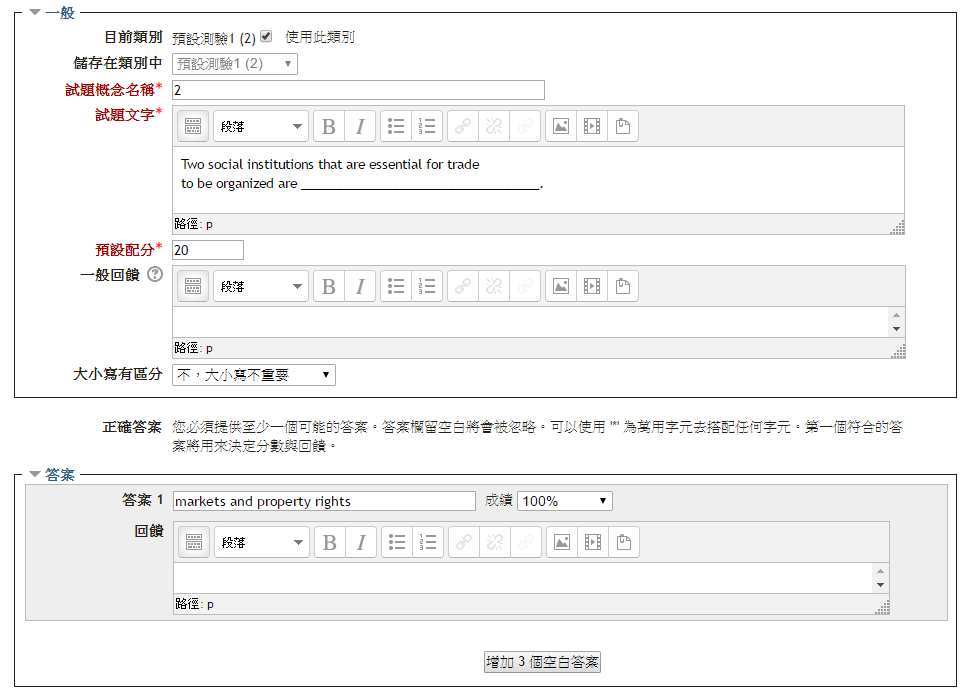 一般
目前類別 預設測驗1 (2) 使用此類別
儲存在類別中 預設測驗1 (2)
試題概念名稱* 2
試題文字* 段落 B I
Two social institutions that are essential for trade
to be organized are ___________________________________.
路徑: p
預設配分* 20
一般回饋 ? 段落 B I
路徑: p
大小寫有區分 不，大小寫不重要
正確答案 您必須提供至少一個可能的答案。答案欄留空白將會被忽略。可以使用 "*" 為萬用字元去搭配任何字元。第一個符合的答
案將用來決定分數與回饋。
答案
答案 1 markets and property rights 成績 100%
回饋 段落 B I
路徑: p
增加 3 個空白答案